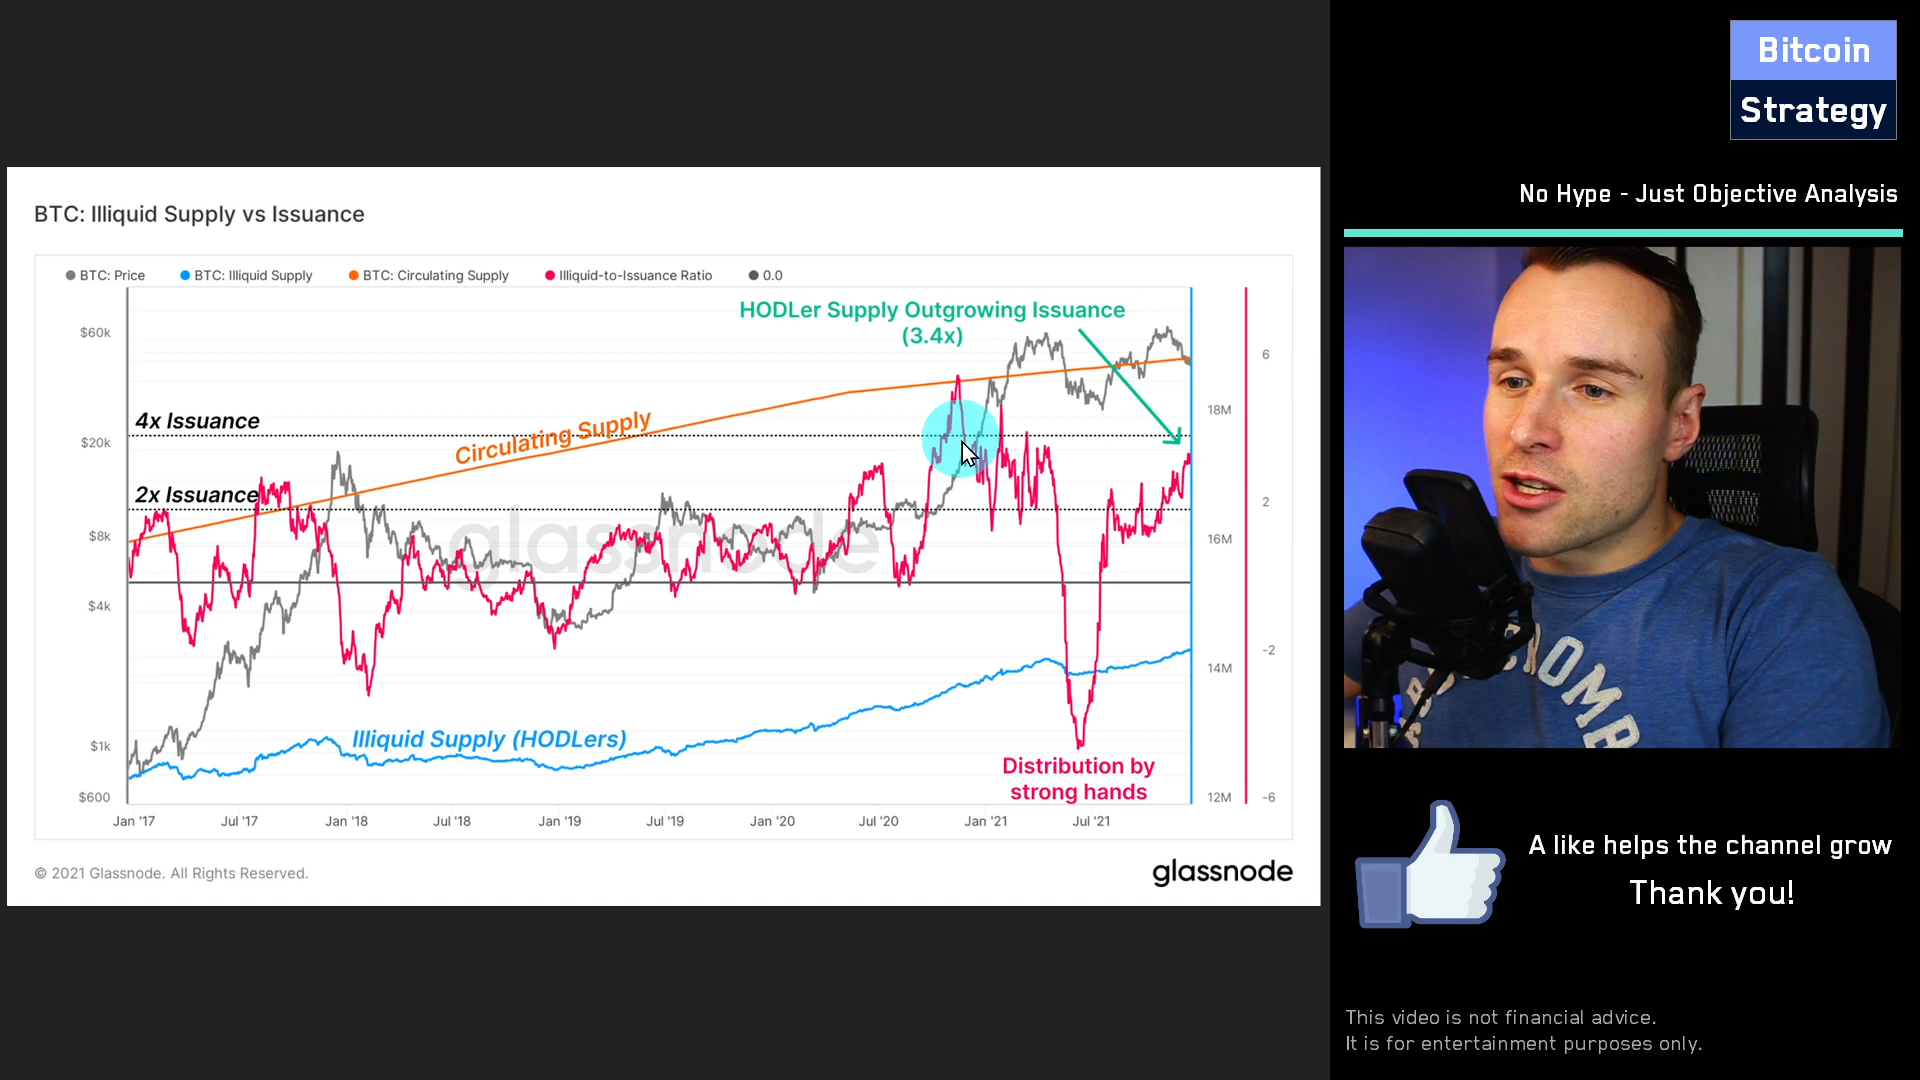 Bitcoin
Strategy
No Hype - Just Objective Analysis
BTC: Illiquid Supply vs Issuance
BTC: Price
BTC: Illiquid Supply
BTC: Circulating Supply
Illiquid-to-Issuance Ratio
0.0
HODLer Supply Outgrowing Issuance
(3.4x)
$60k
$20k
$8k
$4k
$1k
$600
4x Issuance
2x Issuance
Circulating Supply
glassnode
Illiquid Supply (HODLers)
Distribution by
strong hands
18M
16M
14M
12M
6
2
-2
-6
Jan '17
Jul '17
Jan '18
Jul '18
Jan '19
Jul '19
Jan '20
Jul '20
Jan '21
Jul '21
© 2021 Glassnode. All Rights Reserved.
glassnode
A like helps the channel grow
Thank you!
This video is not financial advice.
It is for entertainment purposes only.